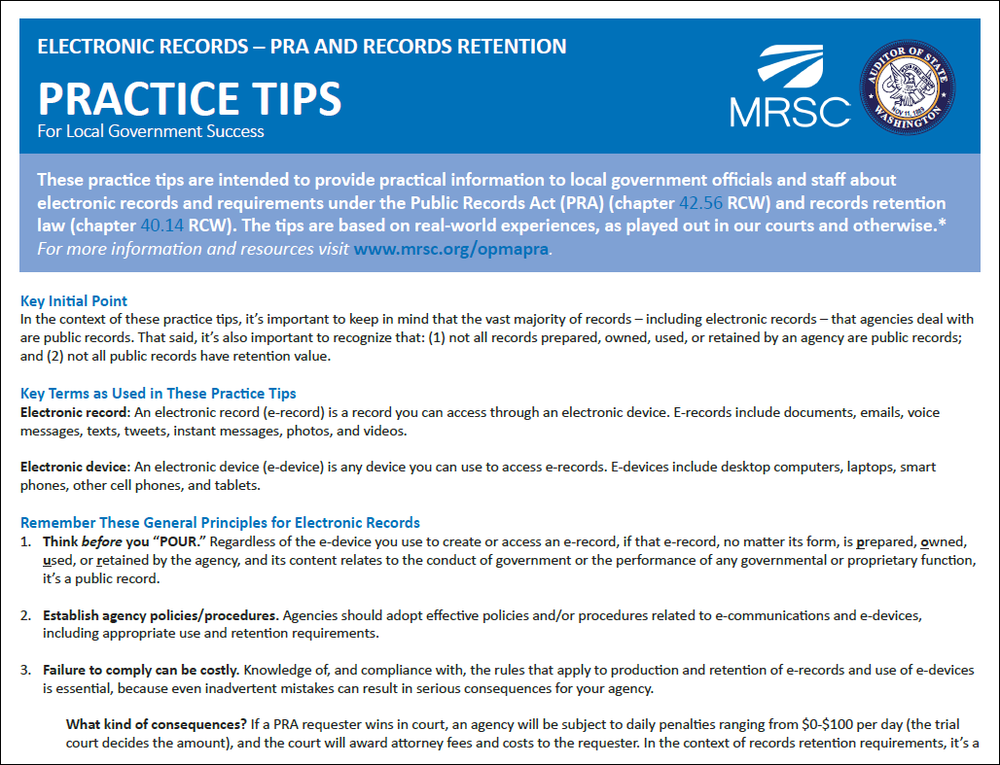 ELECTRONIC RECORDS – PRA AND RECORDS RETENTION
PRACTICE TIPS
For Local Government Success
MRSC
AUDITOR OF STATE
NOV 11, 1889
WASHINGTON
These practice tips are intended to provide practical information to local government officials and staff about
electronic records and requirements under the Public Records Act (PRA) (chapter 42.56 RCW) and records retention
law (chapter 40.14 RCW). The tips are based on real-world experiences, as played out in our courts and otherwise.*
For more information and resources visit www.mrsc.org/opmapra.
Key Initial Point
In the context of these practice tips, it’s important to keep in mind that the vast majority of records – including electronic records – that agencies deal with
are public records. That said, it’s also important to recognize that: (1) not all records prepared, owned, used, or retained by an agency are public records;
and (2) not all public records have retention value.
Key Terms as Used in These Practice Tips
Electronic record: An electronic record (e-record) is a record you can access through an electronic device. E-records include documents, emails, voice
messages, texts, tweets, instant messages, photos, and videos.
Electronic device: An electronic device (e-device) is any device you can use to access e-records. E-devices include desktop computers, laptops, smart
phones, other cell phones, and tablets.
Remember These General Principles for Electronic Records
1. Think before you “POUR.” Regardless of the e-device you use to create or access an e-record, if that e-record, no matter its form, is prepared, owned,
used, or retained by the agency, and its content relates to the conduct of government or the performance of any governmental or proprietary function,
it’s a public record.
2. Establish agency policies/procedures. Agencies should adopt effective policies and/or procedures related to e-communications and e-devices,
including appropriate use and retention requirements.
3. Failure to comply can be costly. Knowledge of, and compliance with, the rules that apply to production and retention of e-records and use of e-devices
is essential, because even inadvertent mistakes can result in serious consequences for your agency.
What kind of consequences? If a PRA requester wins in court, an agency will be subject to daily penalties ranging from $0-$100 per day (the trial
court decides the amount), and the court will award attorney fees and costs to the requester. In the context of records retention requirements, it’s a